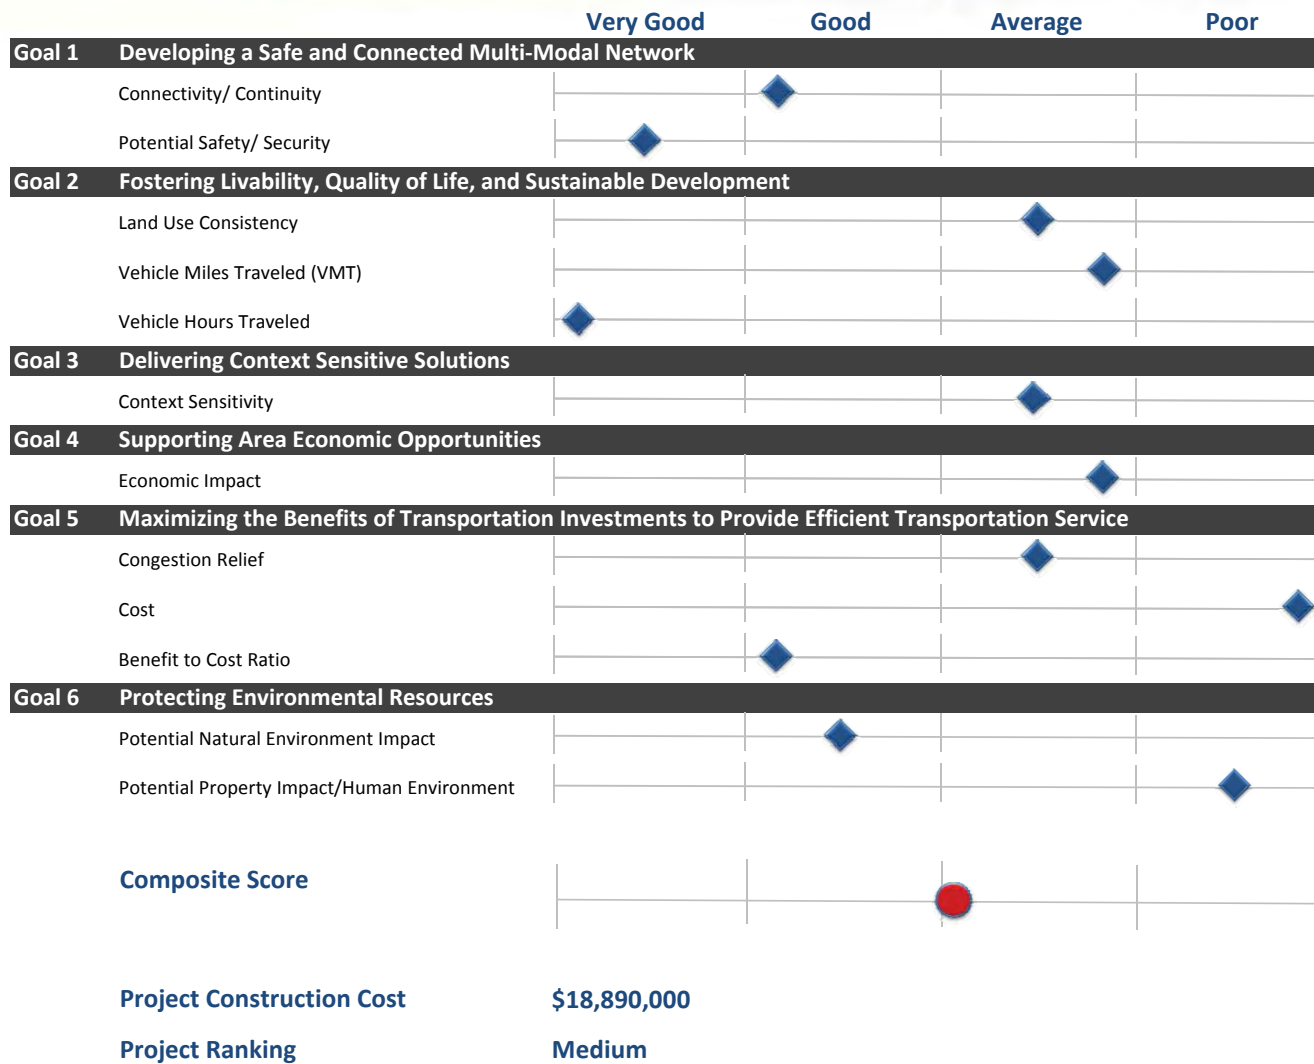 Very Good Good Average Poor
Goal 1 Developing a Safe and Connected Multi-Modal Network
Connectivity/ Continuity
Potential Safety/ Security
Goal 2 Fostering Livability, Quality of Life, and Sustainable Development
Land Use Consistency
Vehicle Miles Traveled (VMT)
Vehicle Hours Traveled
Goal 3 Delivering Context Sensitive Solutions
Context Sensitivity
Goal 4 Supporting Area Economic Opportunities
Economic Impact
Goal 5 Maximizing the Benefits of Transportation Investments to Provide Efficient Transportation Service
Congestion Relief
Cost
Benefit to Cost Ratio
Goal 6 Protecting Environmental Resources
Potential Natural Environment Impact
Potential Property Impact/Human Environment
Composite Score
Project Construction Cost $18,890,000
Project Ranking Medium